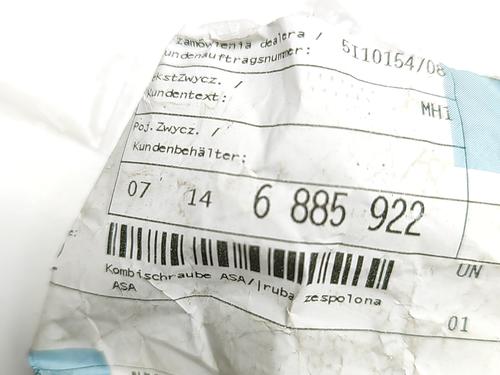 zamówienia dealera /
Kundenauftragsnummer: 5I10154/08
Zwycz. /
Kundentext: MH1
Poj.Zwycz. /
Kundenbehälter:
07 14 6 885 922
Kombischraube ASA/|ruba zespolona
ASA
UN
01